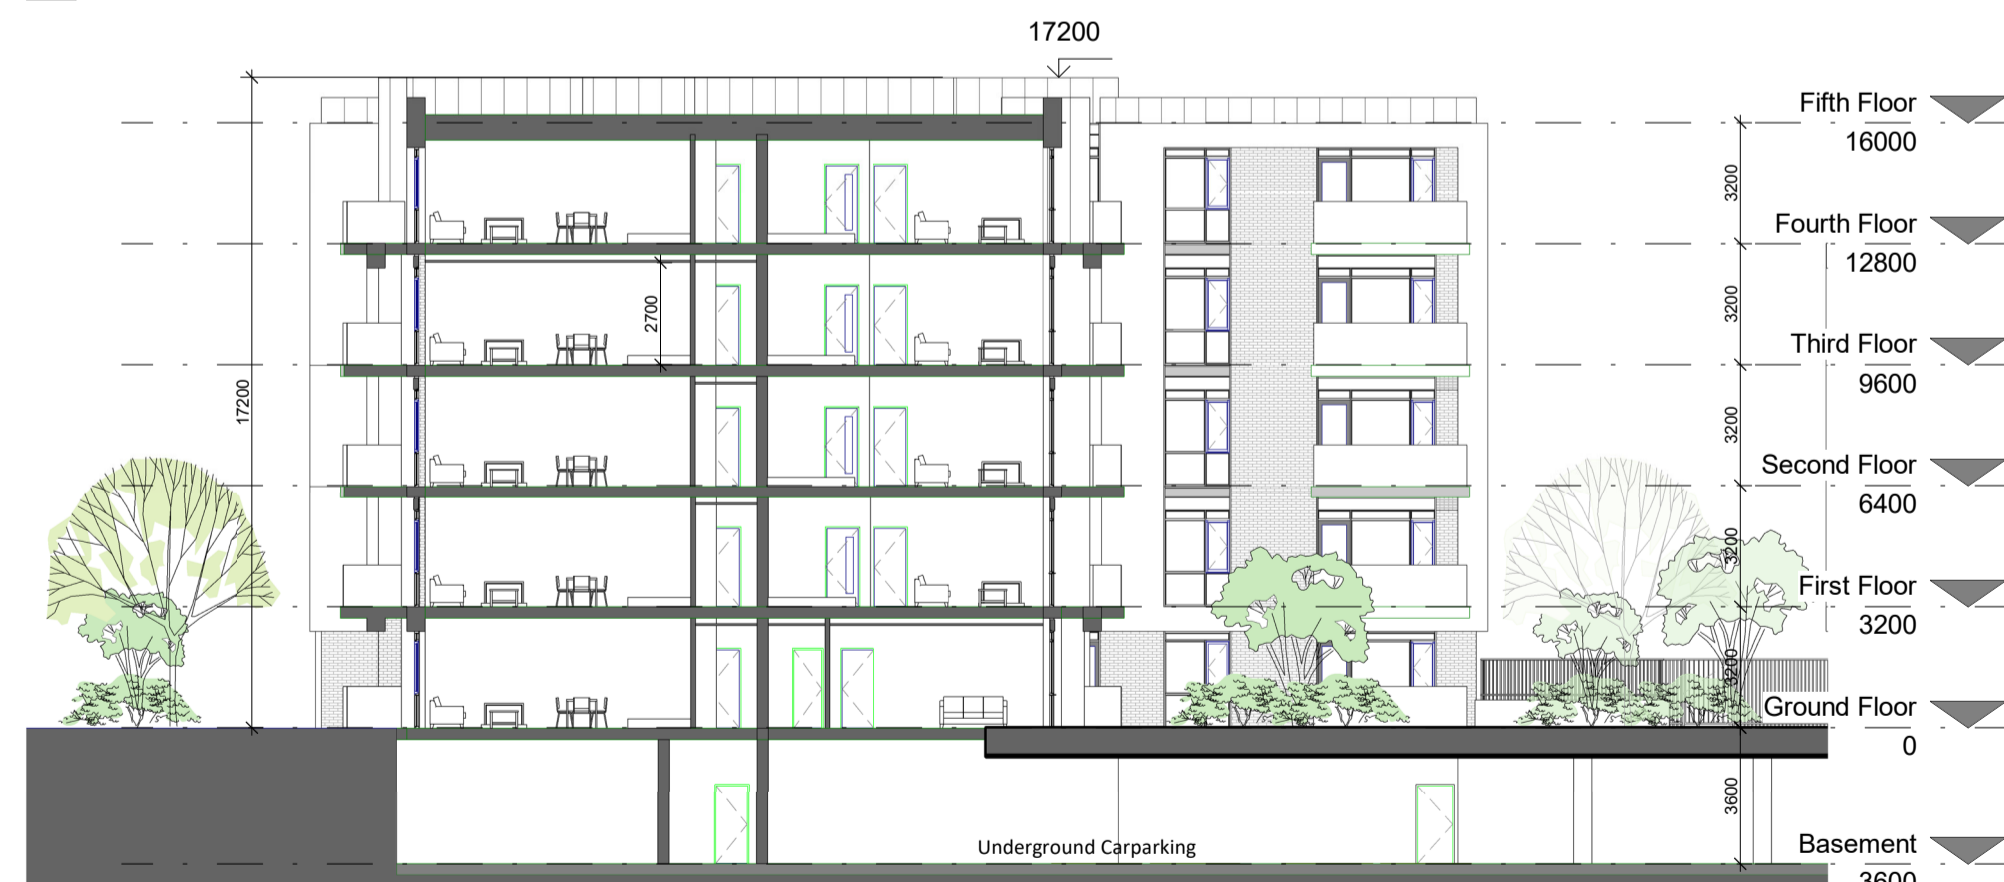 17200
Fifth Floor
16000
3200
Fourth Floor
12800
2700
3200
Third Floor
9600
17200
3200
Second Floor
6400
3200
First Floor
3200
3200
Ground Floor
0
3600
Underground Carparking
Basement
3600